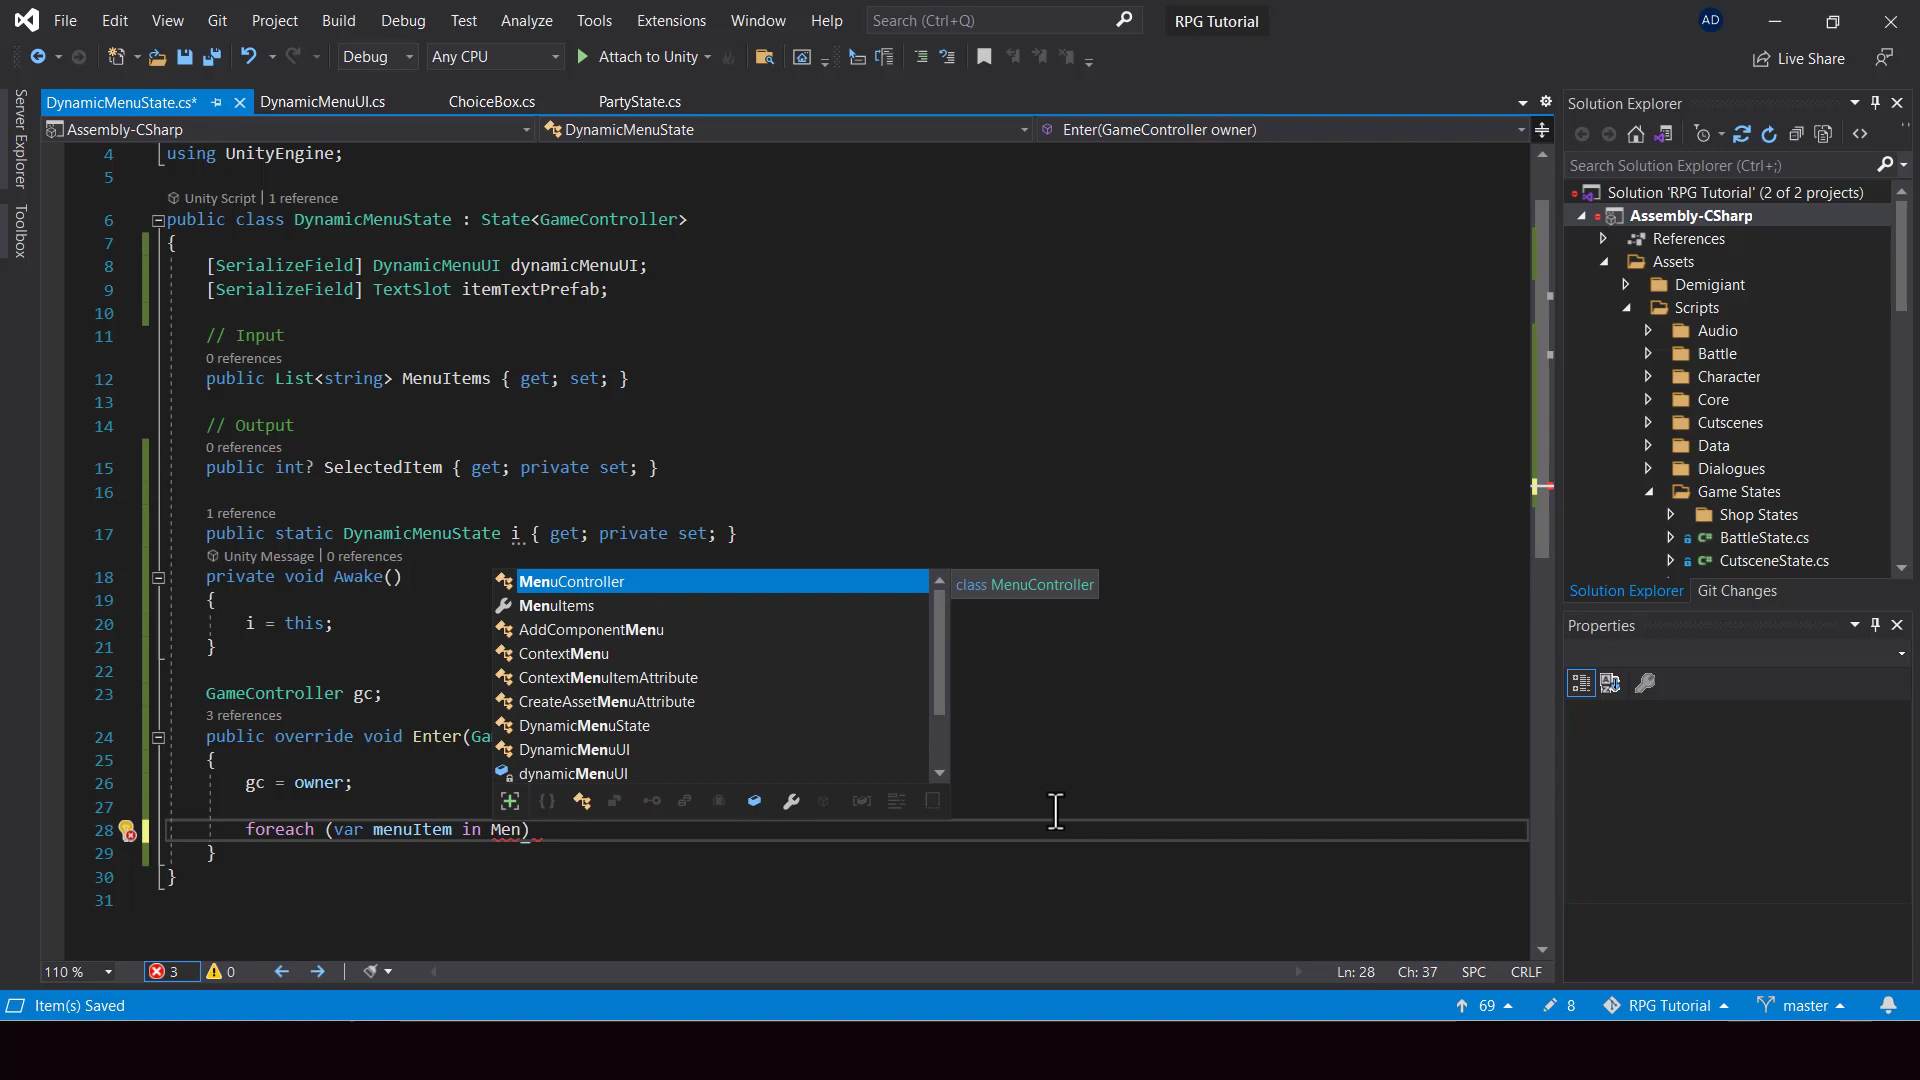 File Edit View Git Project Build Debug Test Analyze Tools Extensions Window Help Search (Ctrl+Q) RPG Tutorial AD
Debug Any CPU Attach to Unity Live Share
Server Explorer
Toolbox
DynamicMenuState.cs* DynamicMenuUI.cs ChoiceBox.cs PartyState.cs
Assembly-CSharp DynamicMenuState Enter(GameController owner)
4 using UnityEngine;
5
Unity Script | 1 reference
6 public class DynamicMenuState : State<GameController>
7 {
8 [SerializeField] DynamicMenuUI dynamicMenuUI;
9 [SerializeField] TextSlot itemTextPrefab;
10
11 // Input
0 references
12 public List<string> MenuItems { get; set; }
13
14 // Output
0 references
15 public int? SelectedItem { get; private set; }
16
1 reference
17 public static DynamicMenuState i { get; private set; }
Unity Message | 0 references
18 private void Awake()
19 {
20 i = this;
21 }
22
23 GameController gc;
3 references
24 public override void Enter(Ga
25 {
26 gc = owner;
27
28 foreach (var menuItem in Men)
29 }
30 }
31
MenuController
MenuItems
AddComponentMenu
ContextMenu
ContextMenuItemAttribute
CreateAssetMenuAttribute
DynamicMenuState
DynamicMenuUI
dynamicMenuUI
class MenuController
110 % 3 0 Ln: 28 Ch: 37 SPC CRLF
Solution Explorer
Search Solution Explorer (Ctrl+;)
Solution 'RPG Tutorial' (2 of 2 projects)
Assembly-CSharp
References
Assets
Demigiant
Scripts
Audio
Battle
Character
Core
Cutscenes
Data
Dialogues
Game States
Shop States
BattleState.cs
CutsceneState.cs
Solution Explorer Git Changes
Properties
Item(s) Saved 69 8 RPG Tutorial master